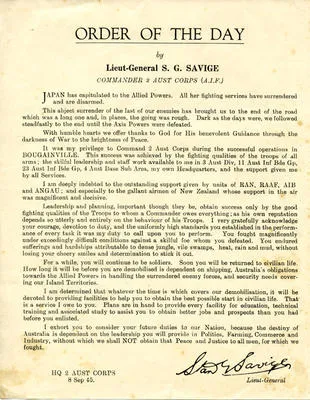 ORDER OF THE DAY
by
Lieut-General S. G. SAVIGE
COMMANDER 2 AUST CORPS (A.I.F.)
JAPAN has capitulated to the Allied Powers. All her fighting services have surrendered
and are disarmed.
This abject surrender of the last of our enemies has brought us to the end of the road
which was a long one and, in places, the going was rough. Dark as the days were, we followed
steadfastly to the end until the Axis Powers were defeated.
With humble hearts we offer thanks to God for His benevolent Guidance through the
darkness of War to the brightness of Peace.
It was my privilege to Command 2 Aust Corps during the successful operations in
BOUGAINVILLE. This success was achieved by the fighting qualities of the troops of all
arms; the skilful leadership and staff work available to me in 3 Aust Div, 11 Aust Inf Bde Gp,
23 Aust Inf Bde Gp, 4 Aust Base Sub Area, my own Headquarters, and the support given me
by all Services.
I am deeply indebted to the outstanding support given by units of RAN, RAAF, AIB
and ANGAU; and especially to the gallant airmen of New Zealand whose support in the air
was magnificent and decisive.
Leadership and planning, important though they be, obtain success only by the good
fighting qualities of the Troops to whom a Commander owes everything; as his own reputation
depends so utterly and entirely on the behaviour of his Troops. I very gratefully acknowledge
your courage, devotion to duty, and the uniformly high standards you established in the perform-
ance of every task it was my duty to call upon you to perform. You fought magnificently
under exceedingly difficult conditions against a skilful foe whom you defeated. You endured
sufferings and hardships attributable to dense jungle, vile swamps, heat, rain and mud, without
losing your cheery smiles and determination to stick it out.
For a while, you will continue to be soldiers. Soon you will be returned to civilian life.
How long it will be before you are demobilised is dependent on shipping, Australia's obligations
towards the Allied Powers in handling the surrendered enemy forces, and security needs cover-
ing our Island Territories.
I am determined that whatever the time is which covers our demobilisation, it will be
devoted to providing facilities to help you to obtain the best possible start in civilian life. That
is a service I owe to you. Plans are in hand to provide every facility for education, technical
training and associated study to assist you to obtain better jobs and prospects than you had
before you enlisted.
I exhort you to consider your future duties to our Nation, because the destiny of
Australia is dependent on the leadership you will provide in Politics, Farming, Commerce and
Industry, without which we shall NOT obtain that Peace and Justice to all men, for which we
fought.
Stan G Savige
HQ 2 AUST CORPS
8 Sep 45.
Lieut-General